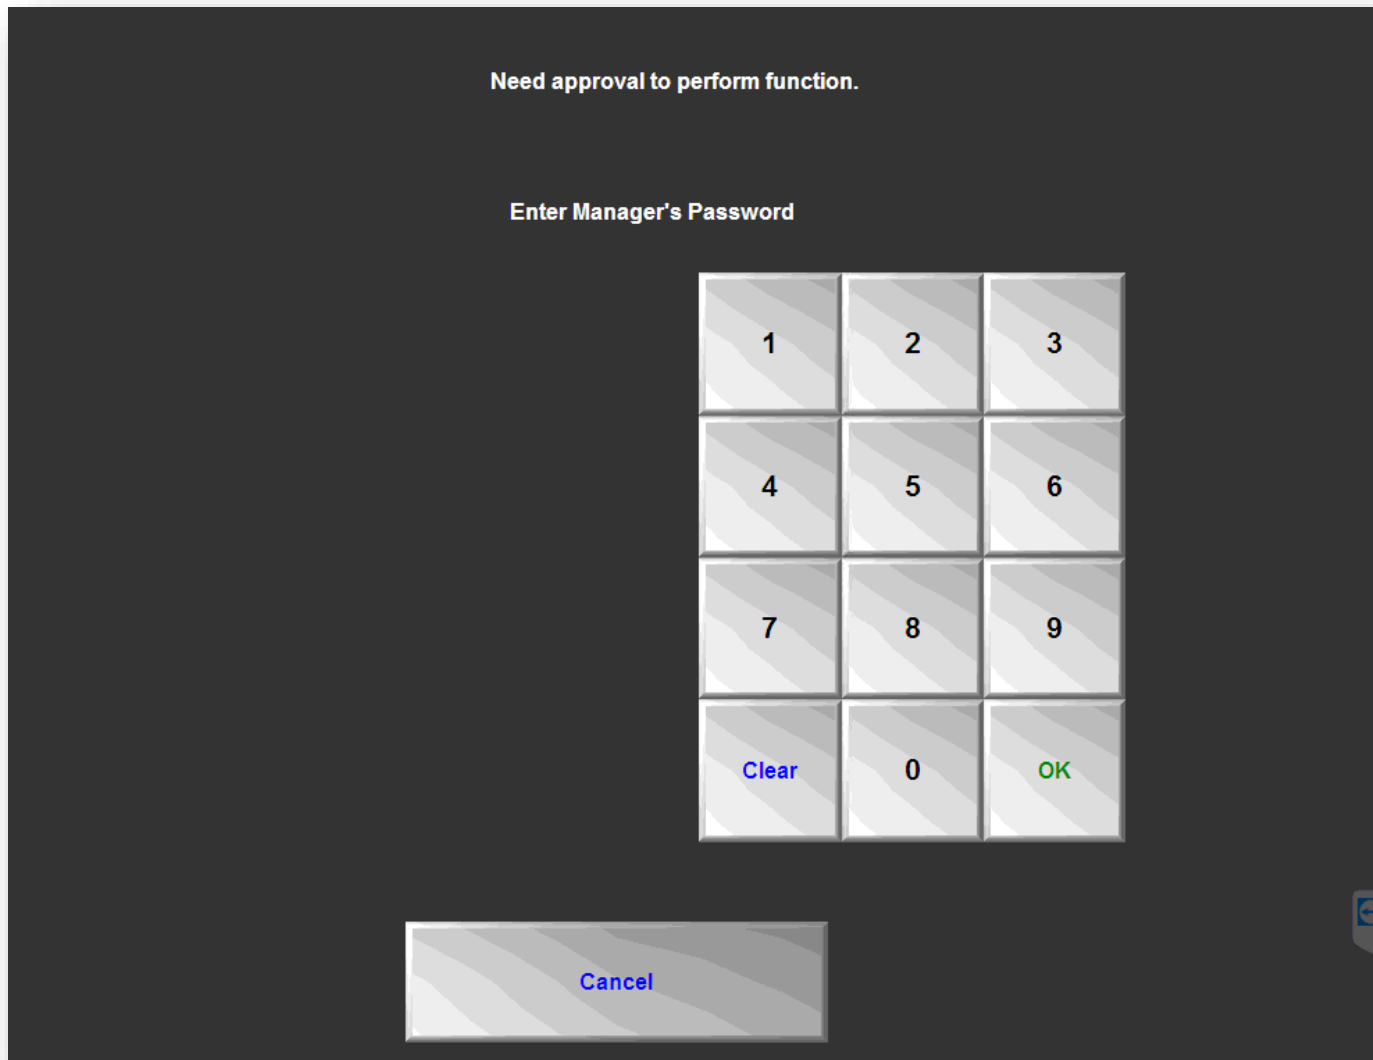 Need approval to perform function.
Enter Manager's Password
1 2 3
4 5 6
7 8 9
Clear 0 OK
Cancel